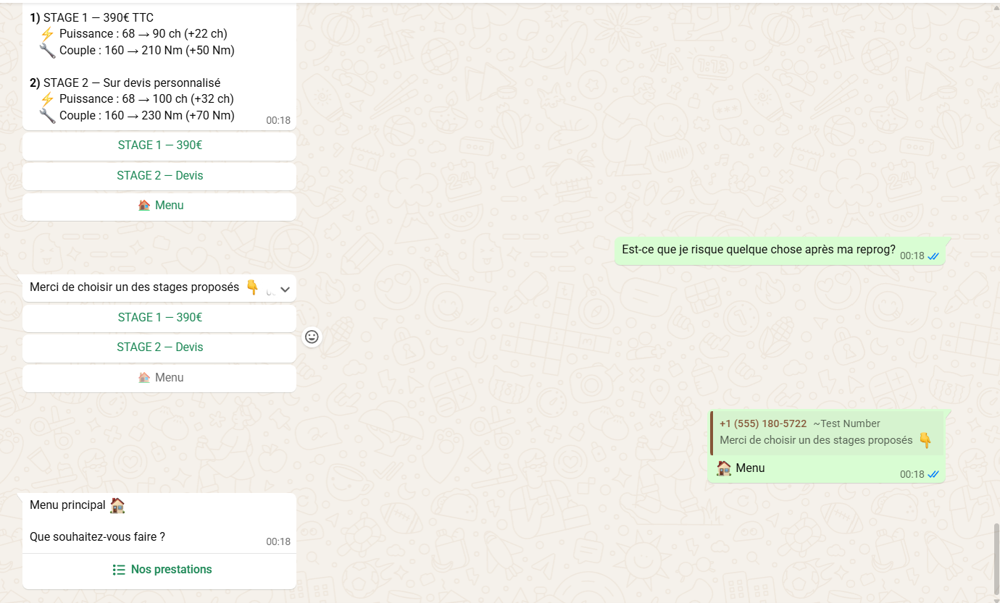 1) STAGE 1 — 390€ TTC
⚡ Puissance : 68 → 90 ch (+22 ch)
🔧 Couple : 160 → 210 Nm (+50 Nm)
2) STAGE 2 — Sur devis personnalisé
⚡ Puissance : 68 → 100 ch (+32 ch)
🔧 Couple : 160 → 230 Nm (+70 Nm)
00:18
STAGE 1 — 390€
STAGE 2 — Devis
🏠 Menu
Est-ce que je risque quelque chose après ma reprog?
00:18
Merci de choisir un des stages proposés 👇
STAGE 1 — 390€
STAGE 2 — Devis
🏠 Menu
+1 (555) 180-5722 ~Test Number
Merci de choisir un des stages proposés 👇
🏠 Menu
00:18
Menu principal 🏠
Que souhaitez-vous faire ?
00:18
Nos prestations